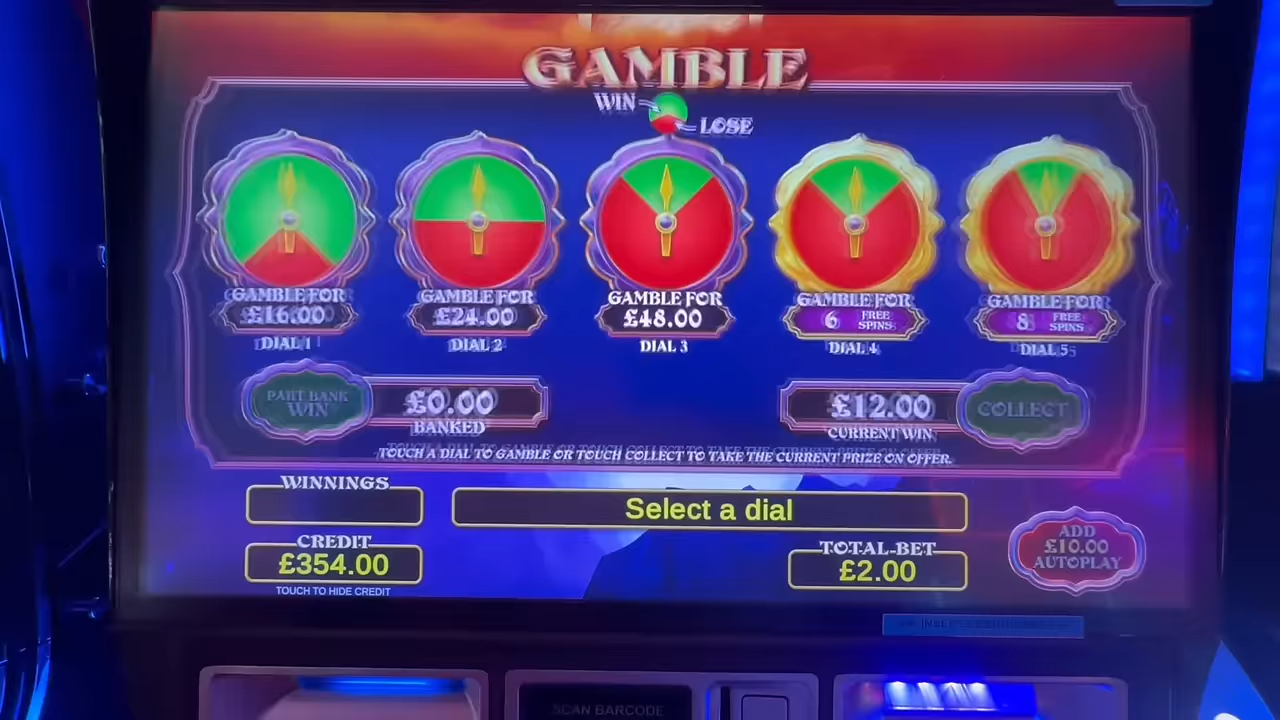 GAMBLE
WIN
LOSE
GAMBLE FOR
£16.00
DIAL 1
GAMBLE FOR
£24.00
DIAL 2
GAMBLE FOR
£48.00
DIAL 3
GAMBLE FOR
6 FREE SPINS
DIAL 4
GAMBLE FOR
8 FREE SPINS
DIAL 5
PART BANK
WIN
£0.00
BANKED
£12.00
CURRENT WIN
COLLECT
TOUCH A DIAL TO GAMBLE OR TOUCH COLLECT TO TAKE THE CURRENT PRIZE ON OFFER.
WINNINGS
Select a dial
CREDIT
£354.00
TOUCH TO HIDE CREDIT
TOTAL-BET
£2.00
ADD
£10.00
AUTOPLAY
SCAN BARCODE